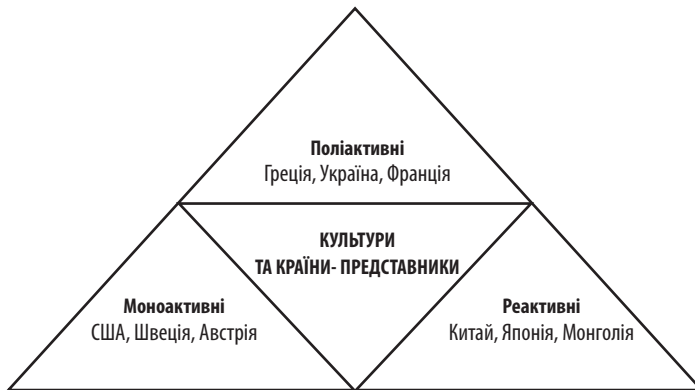 Поліактивні
Греція, Україна, Франція
КУЛЬТУРИ
ТА КРАЇНИ- ПРЕДСТАВНИКИ
Моноактивні
США, Швеція, Австрія
Реактивні
Китай, Японія, Монголія